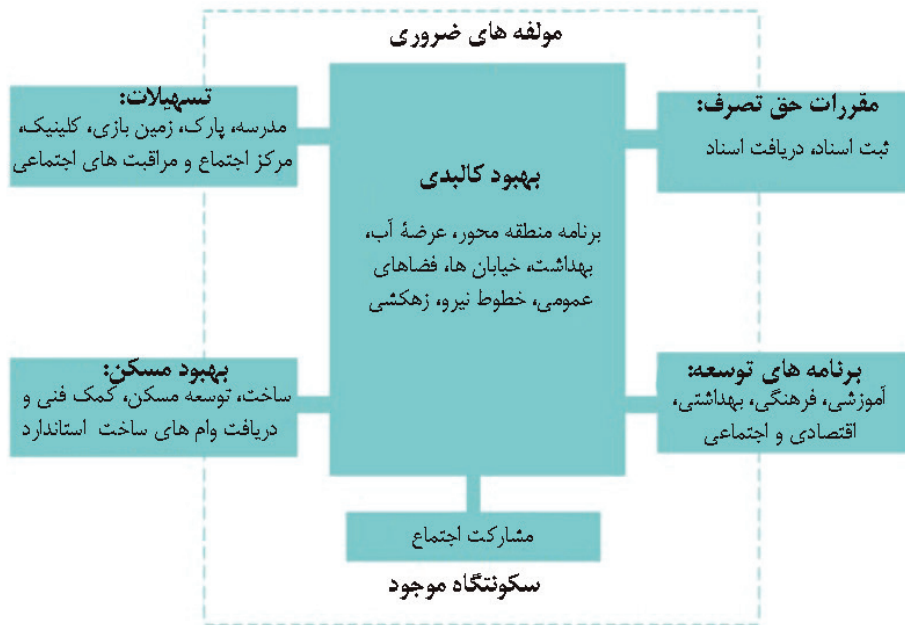 مولفه های ضروری
مقررات حق تصرف:
ثبت اسناد، دریافت اسناد
تسهیلات:
مدرسه، پارک، زمین بازی، کلینیک،
مرکز اجتماع و مراقبت های اجتماعی
بهبود کالبدی
برنامه منطقه محور، عرضهٔ آب،
بهداشت، خیابان ها، فضاهای
عمومی، خطوط نیرو، زهکشی
برنامه های توسعه:
آموزشی، فرهنگی، بهداشتی،
اقتصادی و اجتماعی
بهبود مسکن:
ساخت، توسعه مسکن، کمک فنی و
دریافت وام های ساخت استاندارد
مشارکت اجتماع
سکونتگاه موجود